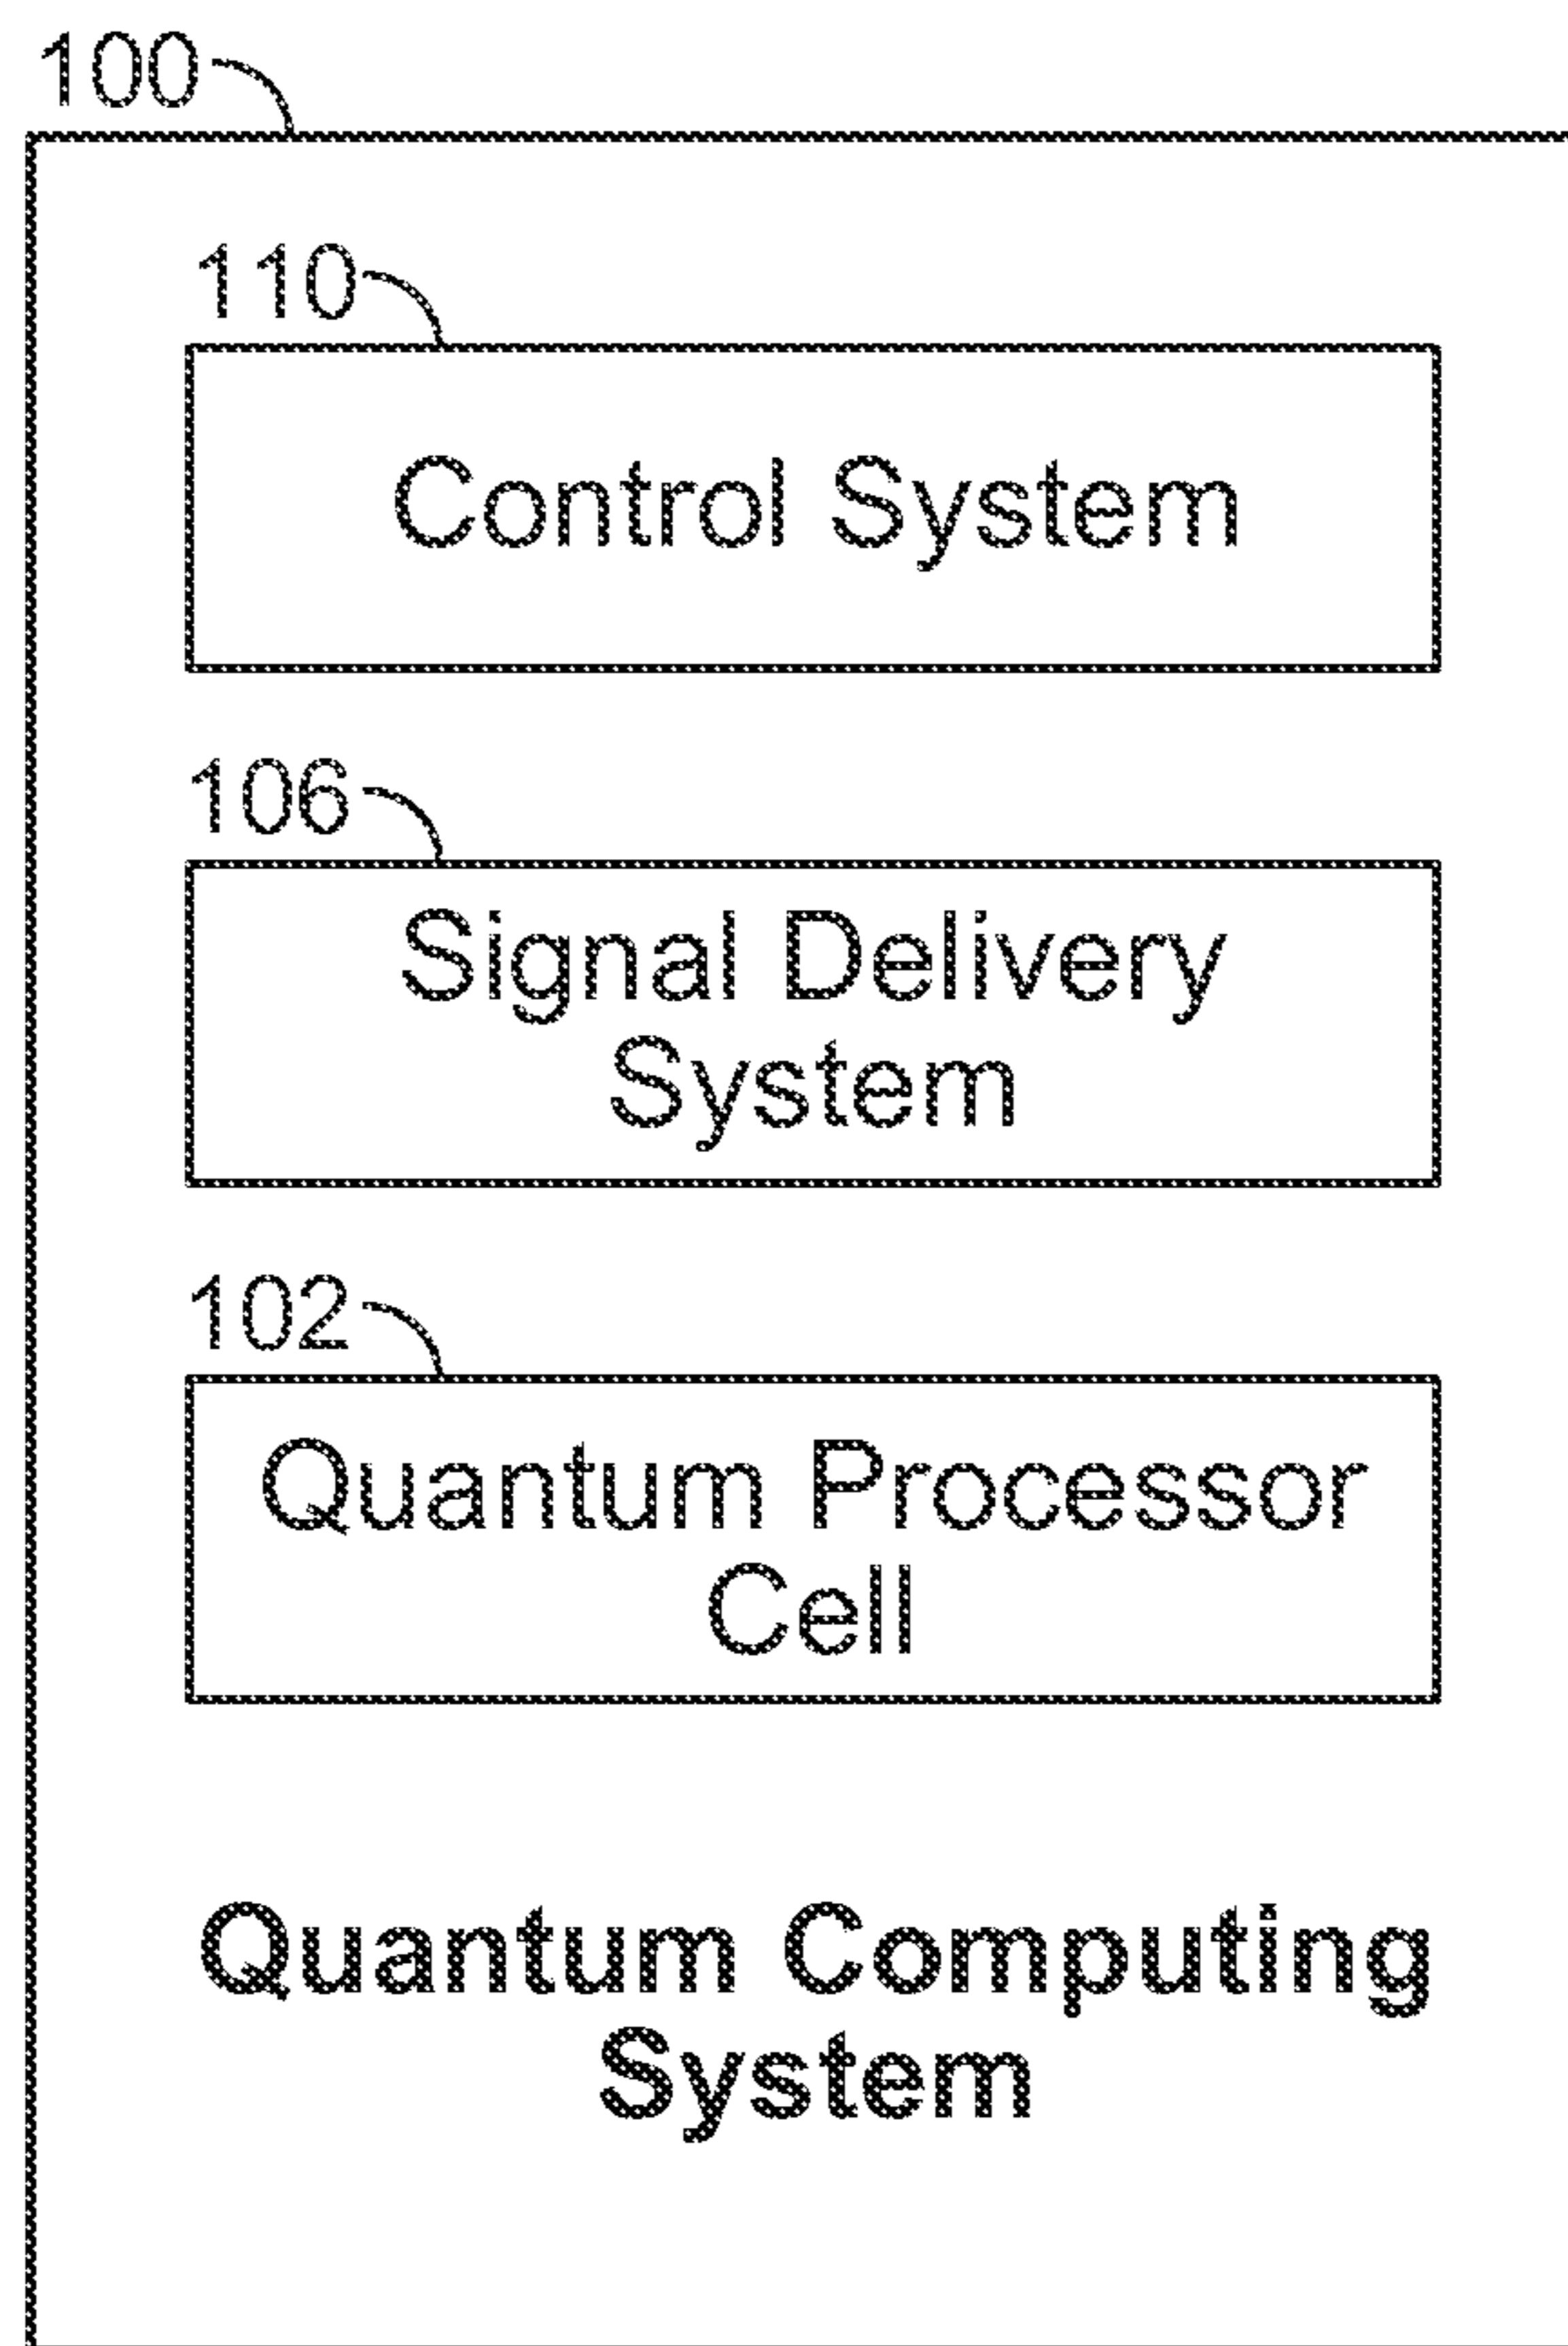 100
110
Control System
106
Signal Delivery
System
102
Quantum Processor
Cell
Quantum Computing
System